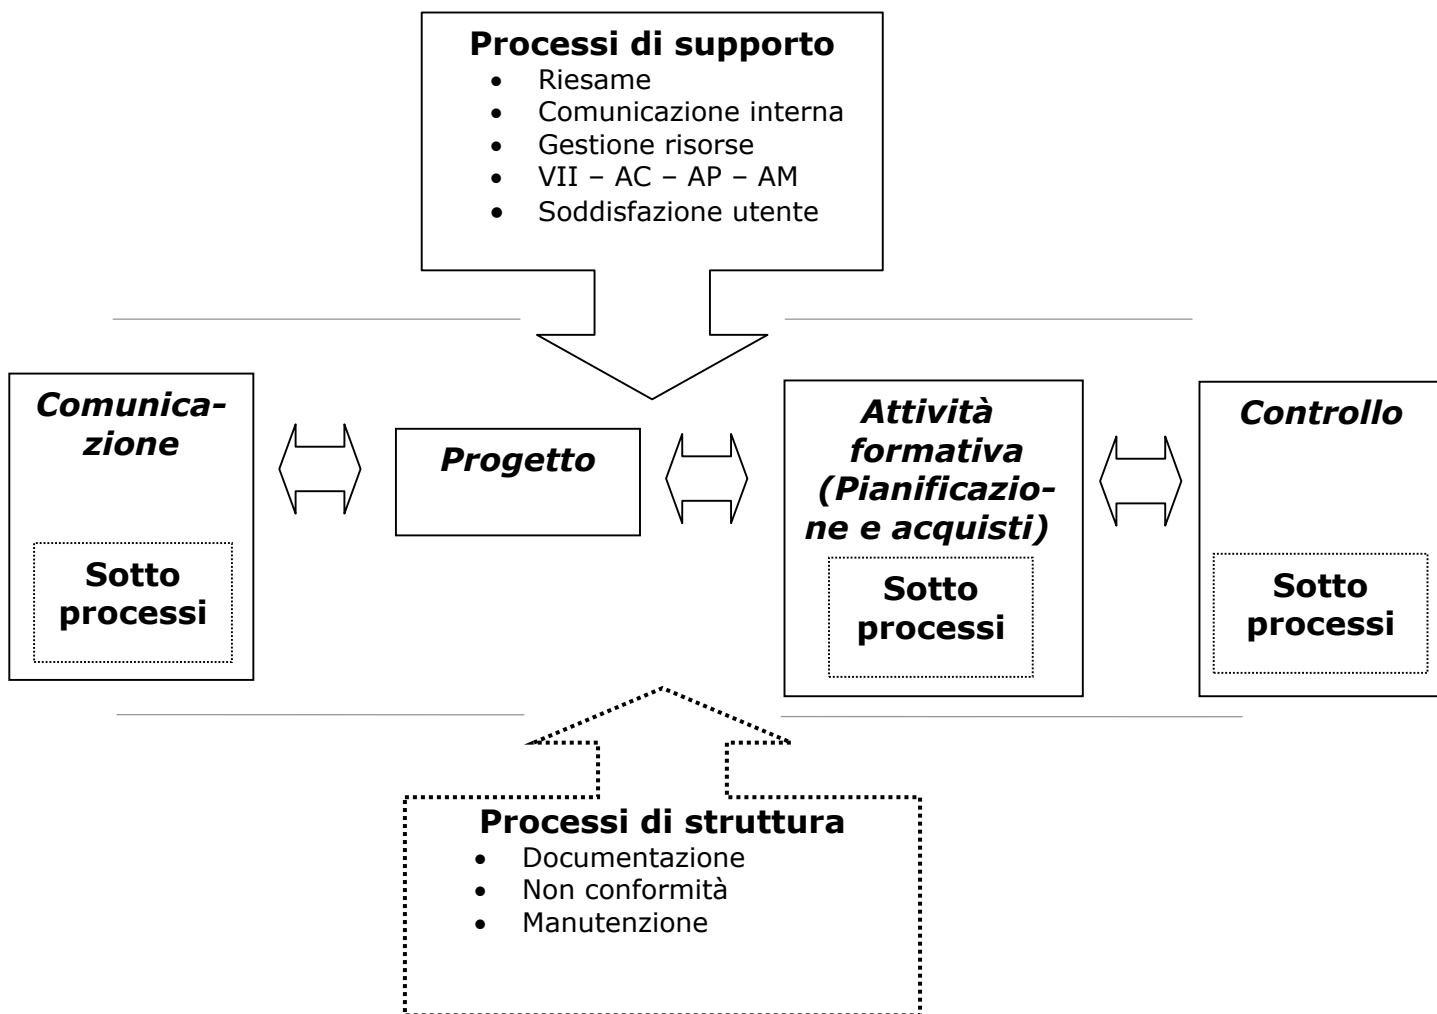 Processi di supporto
• Riesame
• Comunicazione interna
• Gestione risorse
• VII – AC – AP – AM
• Soddisfazione utente
Comunica-
zione
Sotto
processi
Progetto
Attività
formativa
(Pianificazio-
ne e acquisti)
Sotto
processi
Controllo
Sotto
processi
Processi di struttura
• Documentazione
• Non conformità
• Manutenzione